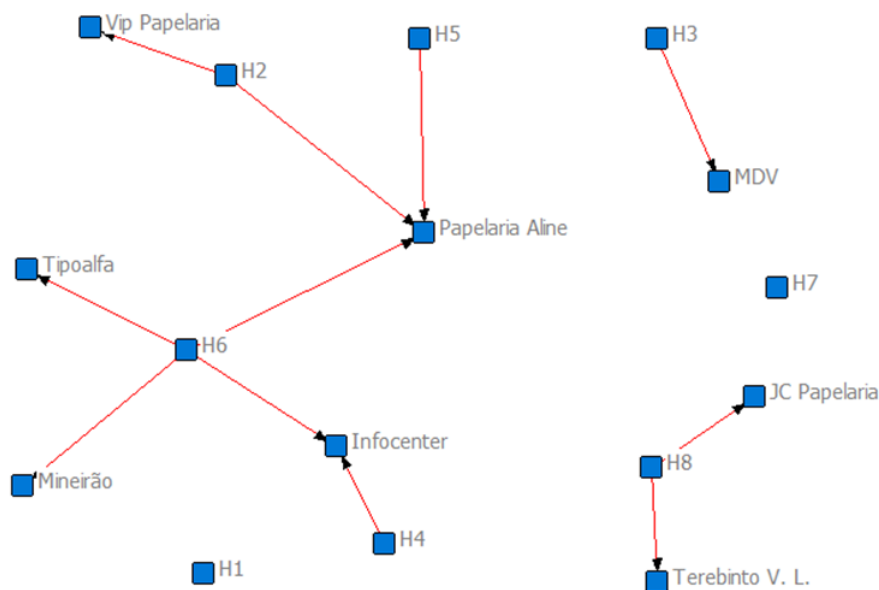 Vip Papelaria
H5
H3
H2
MDV
Papelaria Aline
Tipoalfa
H7
H6
JC Papelaria
Infocenter
H8
Mineirão
H4
H1
Terebinto V. L.